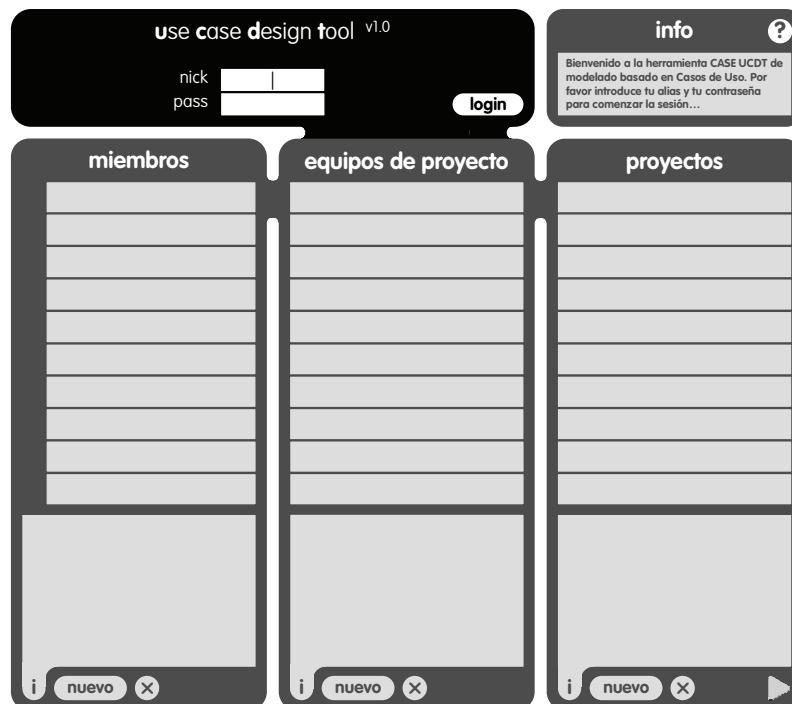 use case design tool v1.0
nick
pass
login
info ?
Bienvenido a la herramienta CASE UCDT de
modelado basado en Casos de Uso. Por
favor introduce tu alias y tu contraseña
para comenzar la sesión...
miembros
equipos de proyecto
proyectos
i nuevo ×
i nuevo ×
i nuevo ×